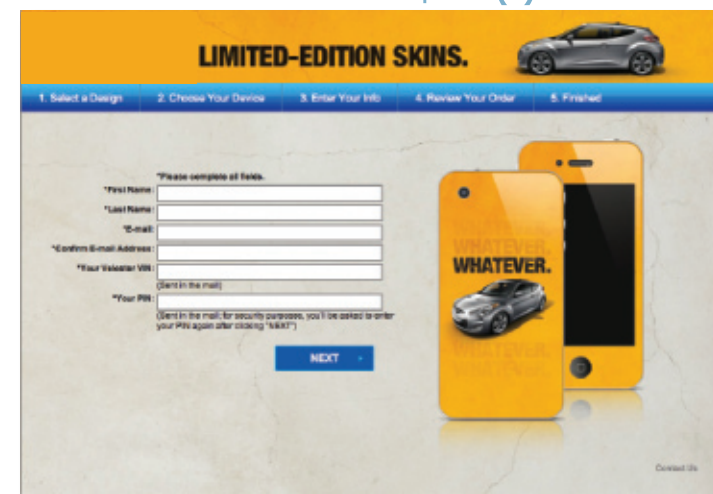 LIMITED-EDITION SKINS.
1. Select a Design 2. Choose Your Device 3. Enter Your Info 4. Review Your Order 5. Finished
*Please complete all fields.
*First Name:
*Last Name:
*E-mail:
*Confirm E-mail Address:
*Your Veloster VIN:
(Sent in the mail)
*Your PIN:
(Sent in the mail; for security purposes, you'll be asked to enter
your PIN again after clicking "NEXT")
NEXT
WHATEVER.
WHATEVER.
WHATEVER.
Contact Us